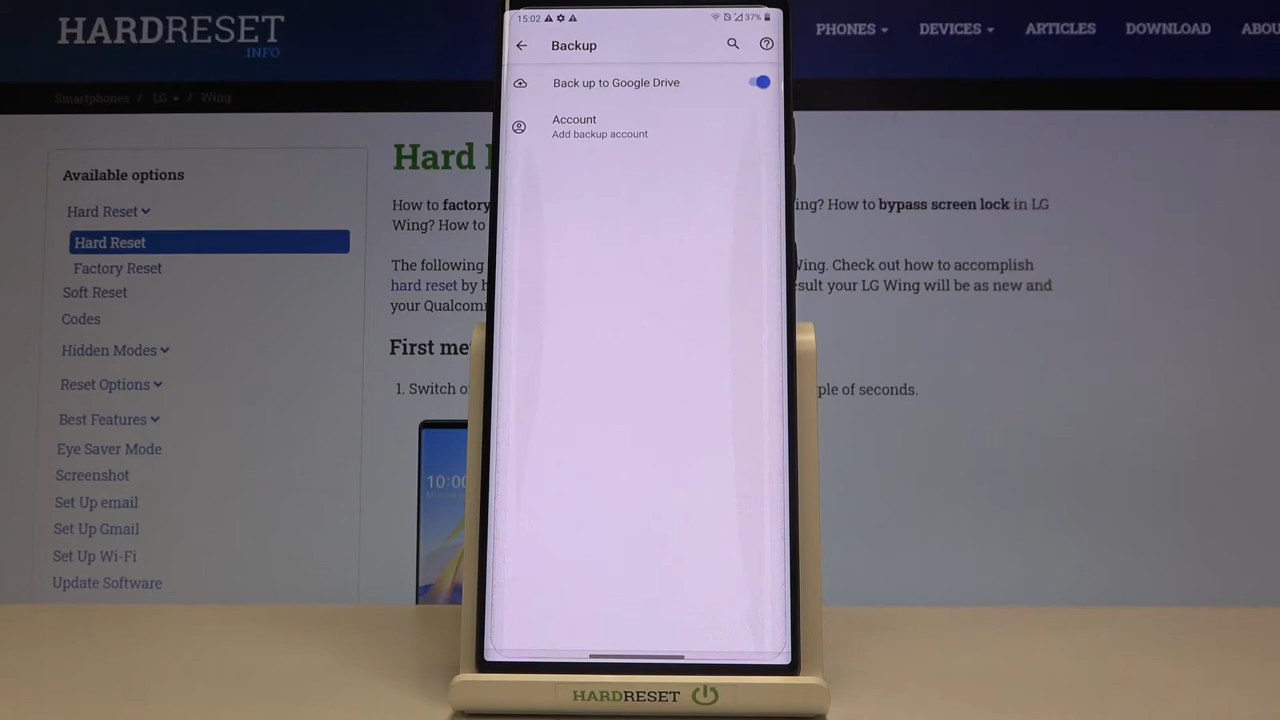 HARDRESET
.INFO
PHONES
DEVICES
ARTICLES
DOWNLOAD
ABOU
Smartphones / LG / Wing
Available options
Hard Reset
Hard Reset
Factory Reset
Soft Reset
Codes
Hidden Modes
Reset Options
Best Features
Eye Saver Mode
Screenshot
Set Up email
Set Up Gmail
Set Up Wi-Fi
Update Software
Hard
How to factory
ing? How to bypass screen lock in LG
Wing? How to
The following
Wing. Check out how to accomplish
hard reset by h
sult your LG Wing will be as new and
your Qualcom
First me
1. Switch o
ple of seconds.
10:00
15:02
37%
Backup
Back up to Google Drive
Account
Add backup account
HARDRESET